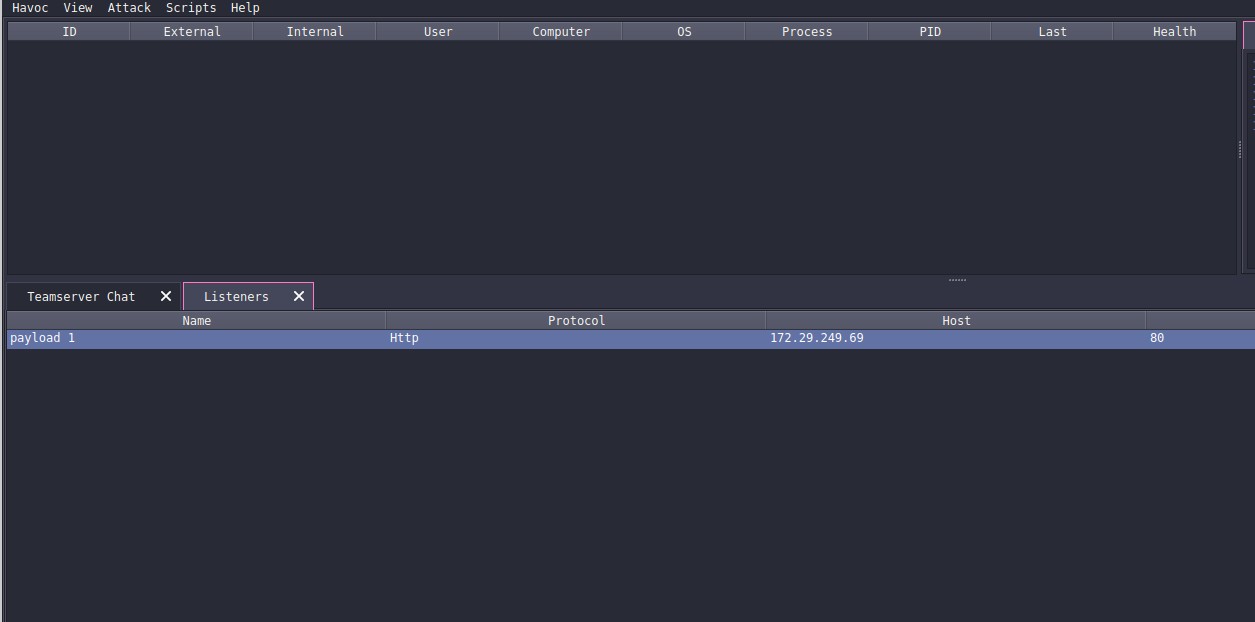 Havoc View Attack Scripts Help
ID External Internal User Computer OS Process PID Last Health
Teamserver Chat Listeners
Name Protocol Host
payload 1 Http 172.29.249.69 80